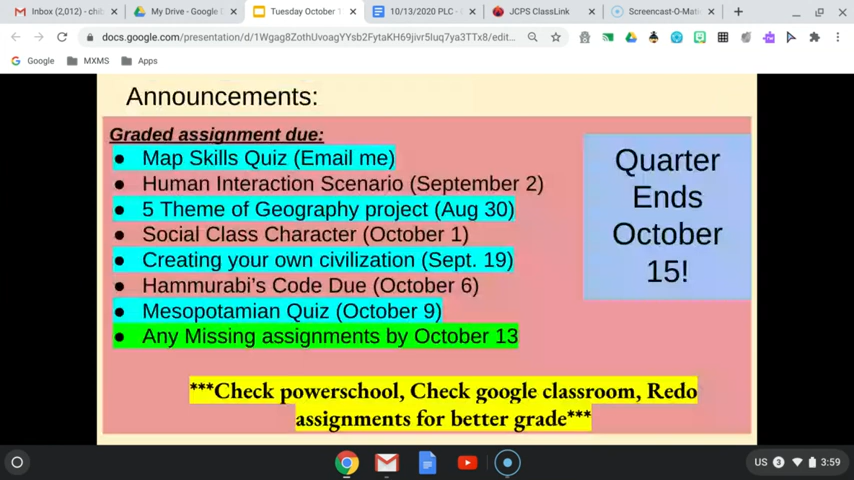 Inbox (2,012) - chib
My Drive - Google D
Tuesday October 1
10/13/2020 PLC - G
JCPS ClassLink
Screencast-O-Mati
docs.google.com/presentation/d/1Wgag8ZothUvoagYYsb2FytaKH69jivr5Iuq7ya3TTx8/edit...
Google
MXMS
Apps
Announcements:
Graded assignment due:
● Map Skills Quiz (Email me)
● Human Interaction Scenario (September 2)
● 5 Theme of Geography project (Aug 30)
● Social Class Character (October 1)
● Creating your own civilization (Sept. 19)
● Hammurabi's Code Due (October 6)
● Mesopotamian Quiz (October 9)
● Any Missing assignments by October 13
Quarter
Ends
October
15!
***Check powerschool, Check google classroom, Redo
assignments for better grade***
US 3 3:59